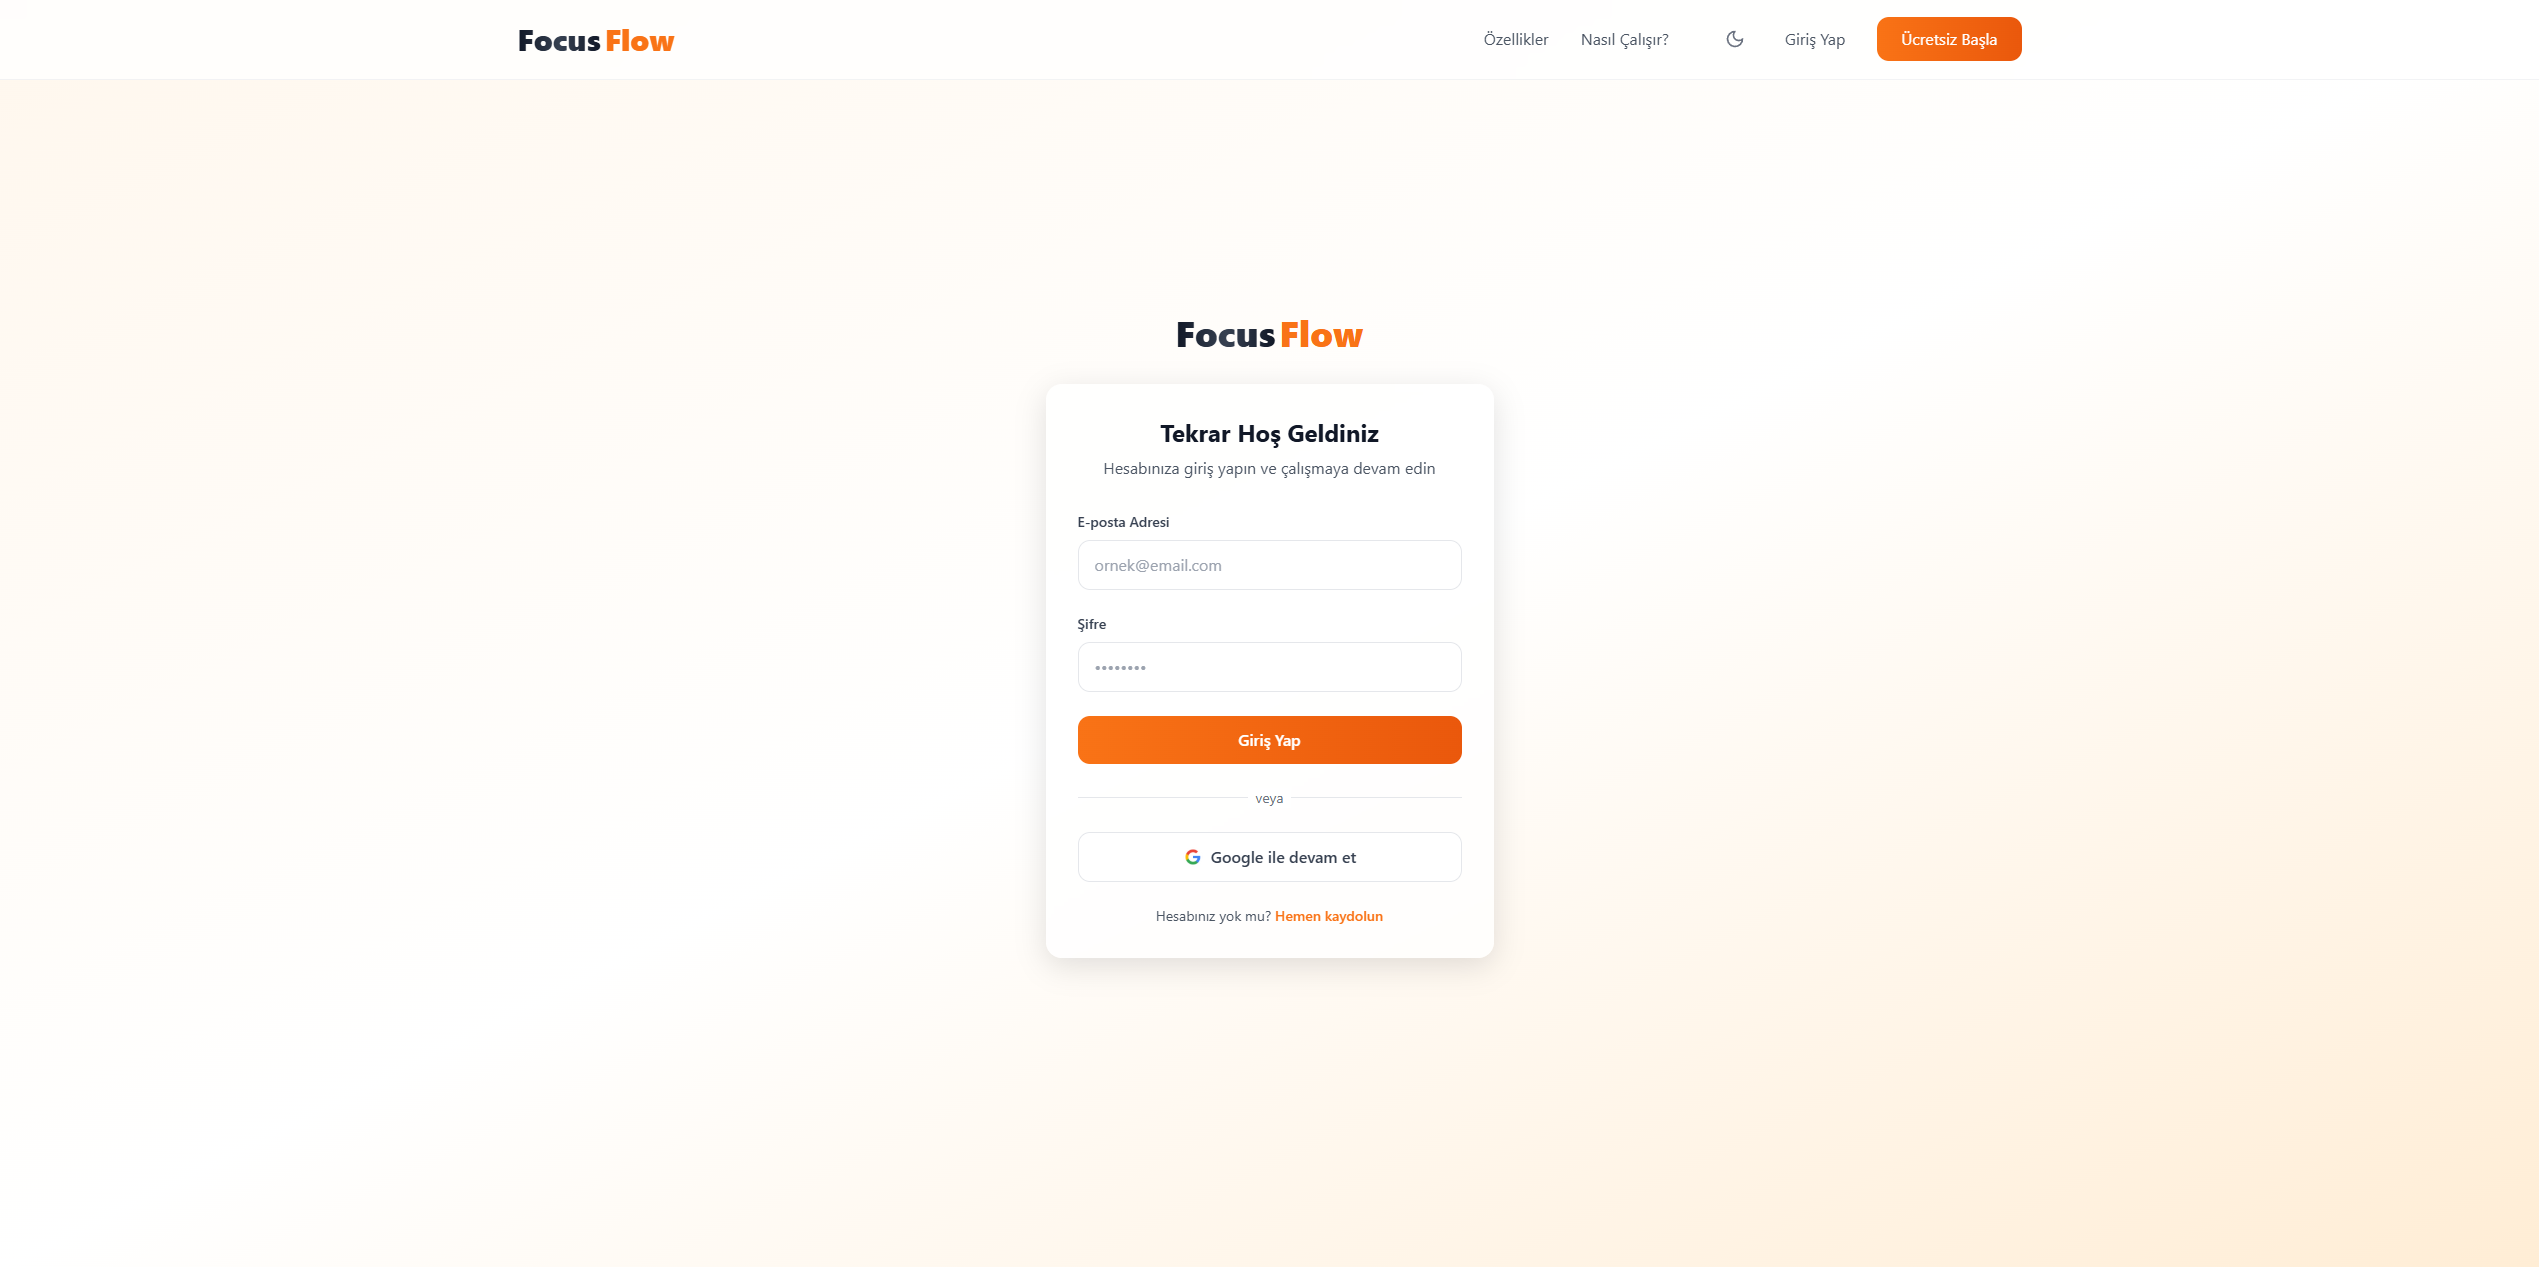 Focus Flow
Özellikler
Nasıl Çalışır?
Giriş Yap
Ücretsiz Başla
Focus Flow
Tekrar Hoş Geldiniz
Hesabınıza giriş yapın ve çalışmaya devam edin
E-posta Adresi
ornek@email.com
Şifre
••••••••
Giriş Yap
veya
Google ile devam et
Hesabınız yok mu? Hemen kaydolun